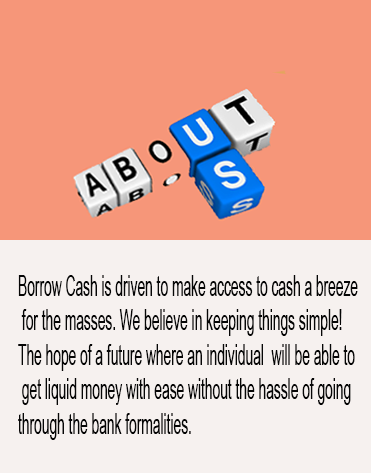 ABOUT
US
Borrow Cash is driven to make access to cash a breeze
for the masses. We believe in keeping things simple!
The hope of a future where an individual will be able to
get liquid money with ease without the hassle of going
through the bank formalities.